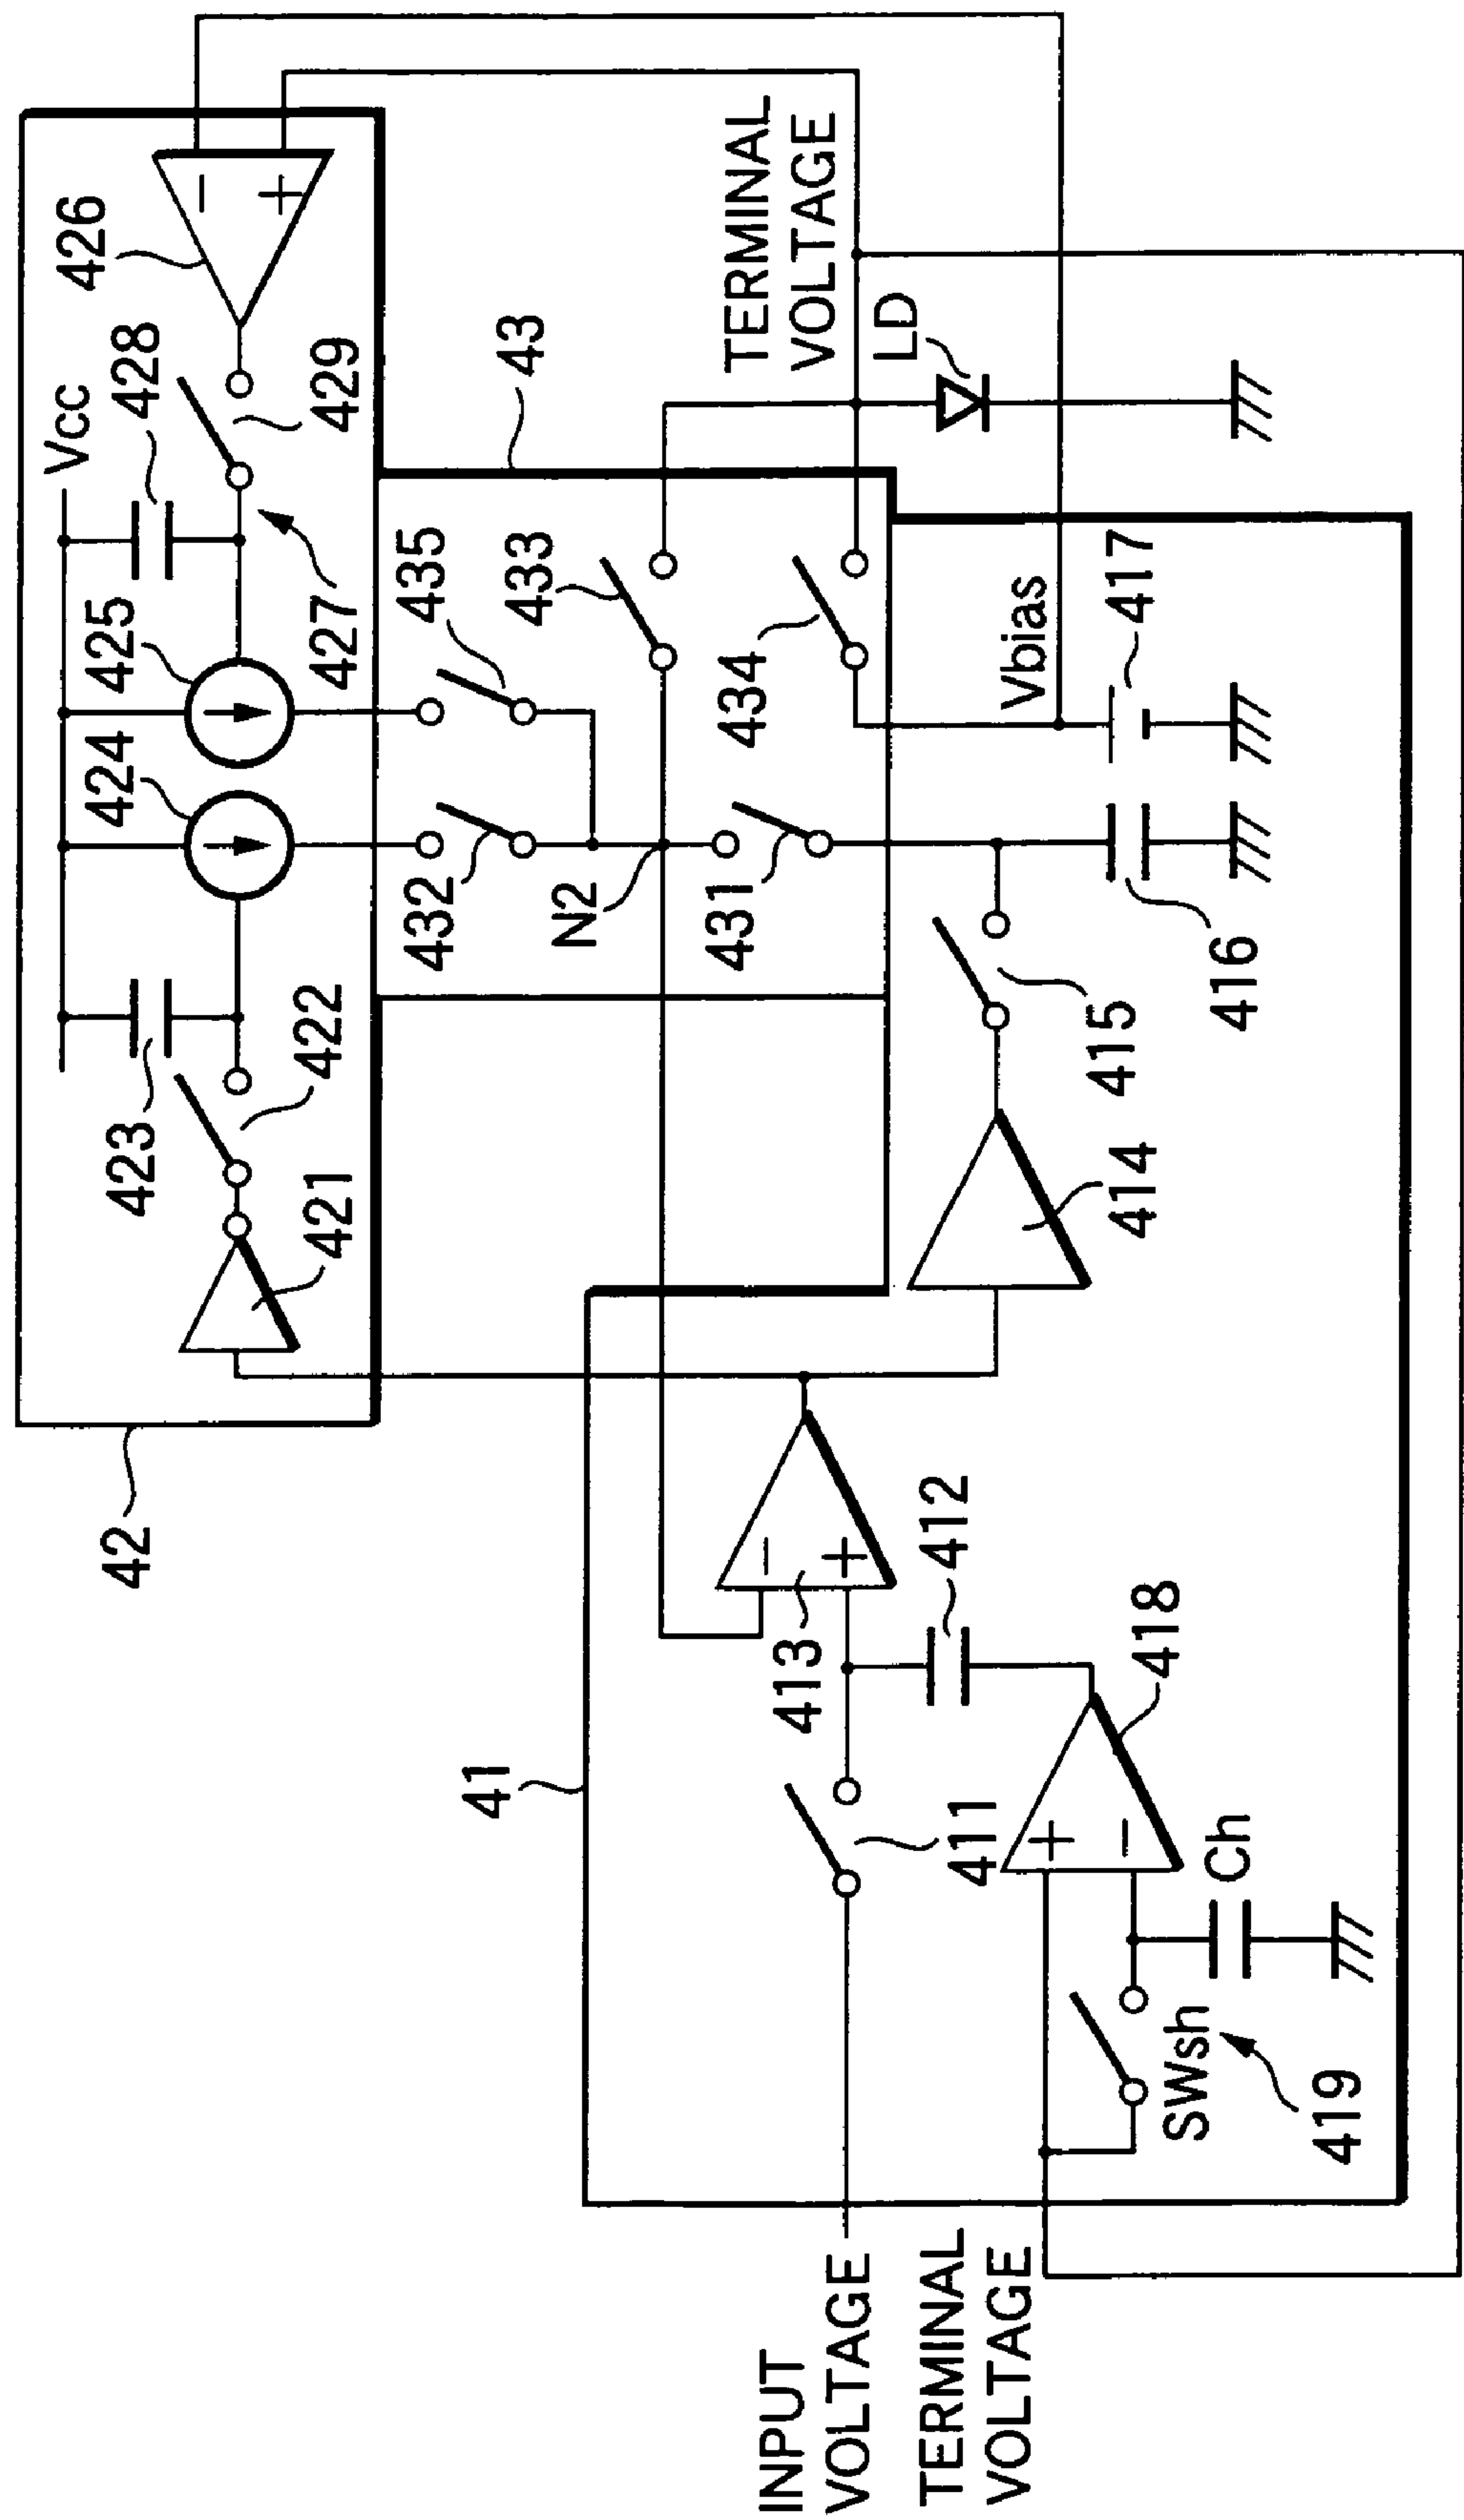 42
423
421
422
424
425
Vcc
428
426
427
429
−
+
43
432
435
N2
433
431
434
TERMINAL
VOLTAGE
LD
41
−
+
413
412
411
414
415
416
Vbias
417
418
+
−
Ch
SWsh
419
INPUT
VOLTAGE
TERMINAL
VOLTAGE